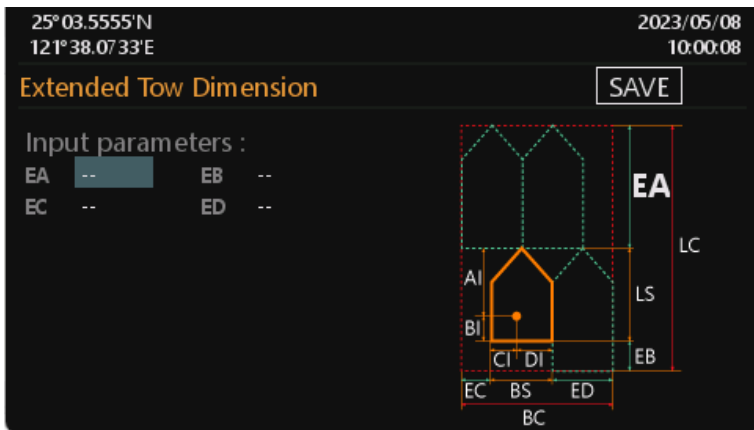 25°03.5555'N
121°38.0733'E
2023/05/08
10:00:08
Extended Tow Dimension
SAVE
Input parameters :
EA -- EB --
EC -- ED --
EA
LC
AI
LS
BI
CI DI
EB
EC BS ED
BC